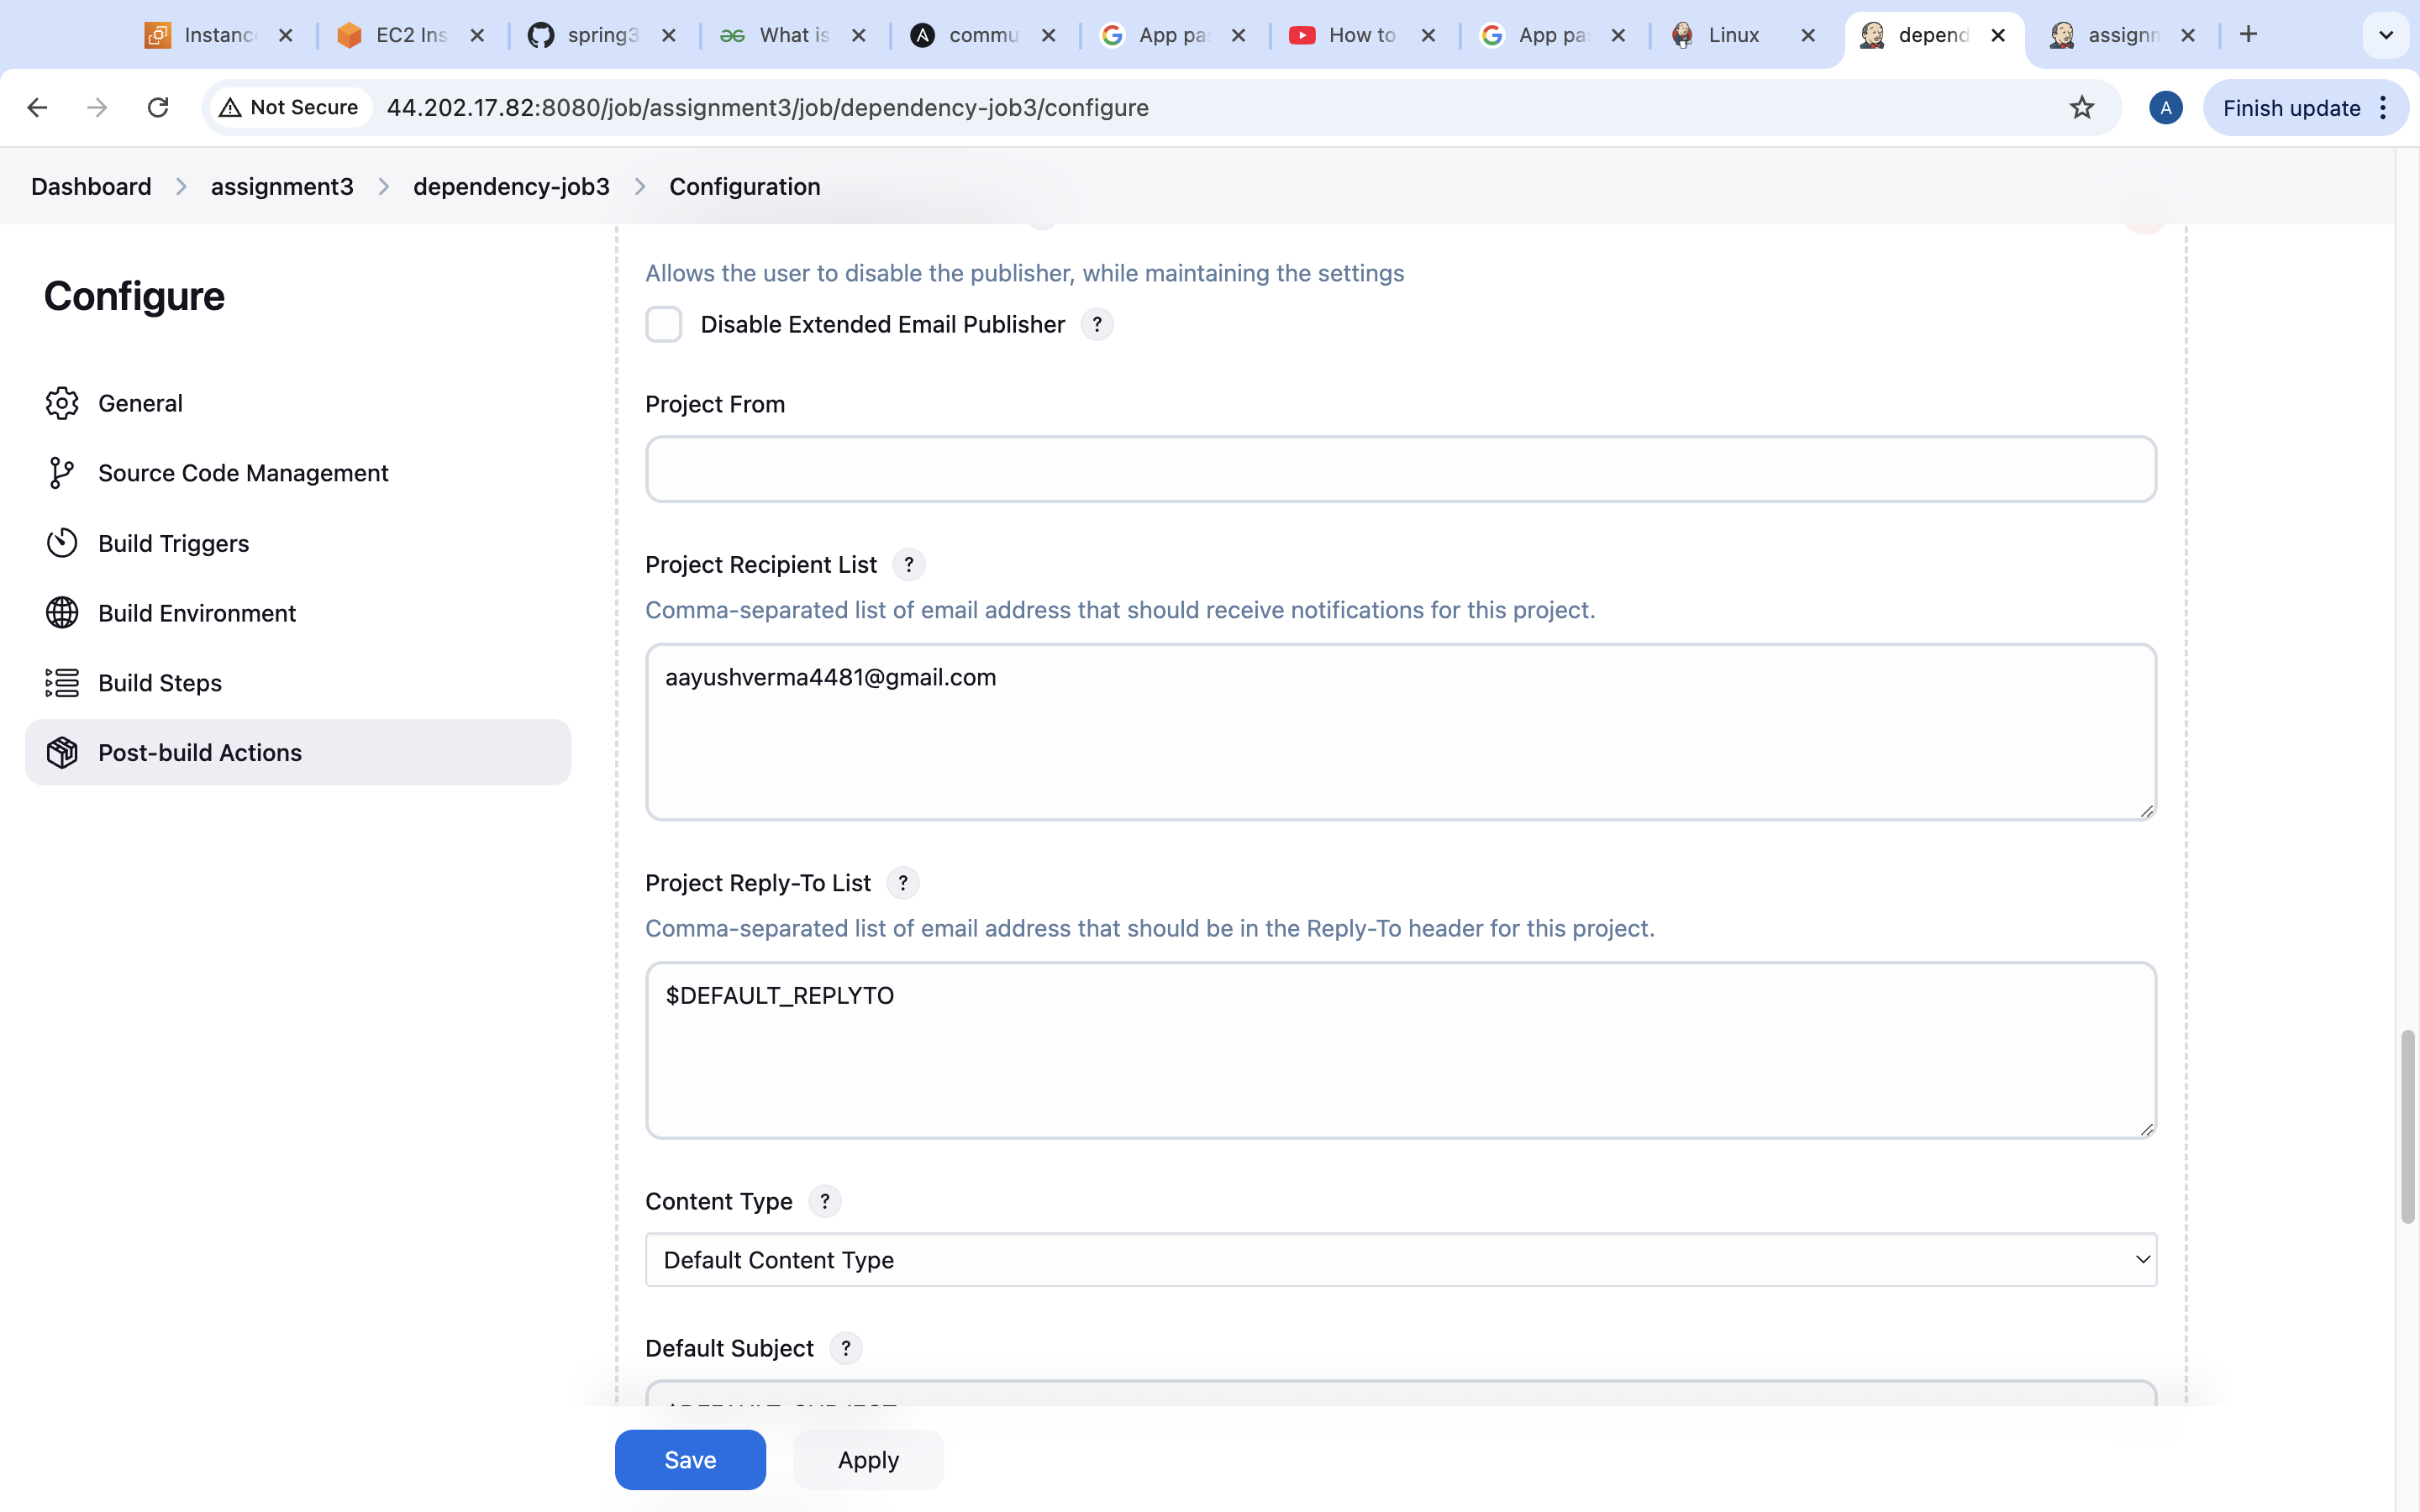 Instanc
EC2 Ins
spring3
What is
commu
App pa
How to
App pa
Linux
depend
assignm
Not Secure
44.202.17.82:8080/job/assignment3/job/dependency-job3/configure
A
Finish update
Dashboard > assignment3 > dependency-job3 > Configuration
Configure
General
Source Code Management
Build Triggers
Build Environment
Build Steps
Post-build Actions
Allows the user to disable the publisher, while maintaining the settings
Disable Extended Email Publisher ?
Project From
Project Recipient List ?
Comma-separated list of email address that should receive notifications for this project.
aayushverma4481@gmail.com
Project Reply-To List ?
Comma-separated list of email address that should be in the Reply-To header for this project.
$DEFAULT_REPLYTO
Content Type ?
Default Content Type
Default Subject ?
Save
Apply